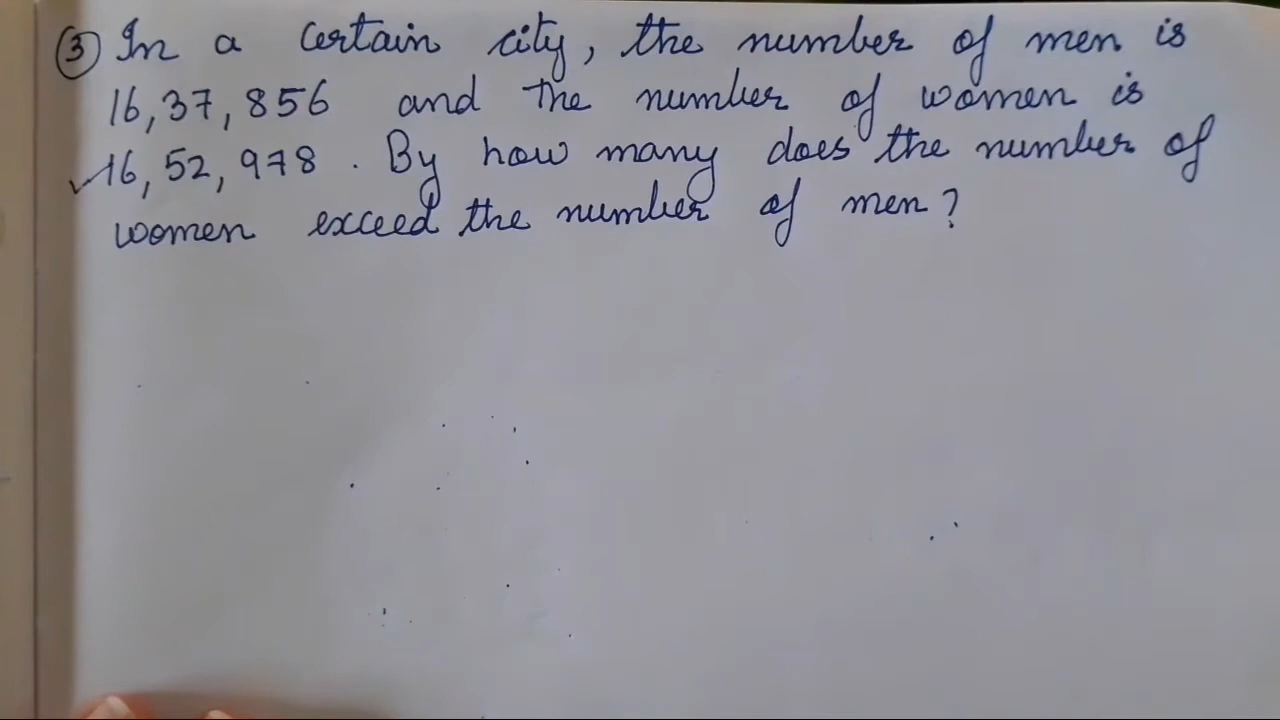 ③ In a certain city, the number of men is
16,37,856 and the number of women is
✓16,52,978. By how many does the number of
women exceed the number of men?